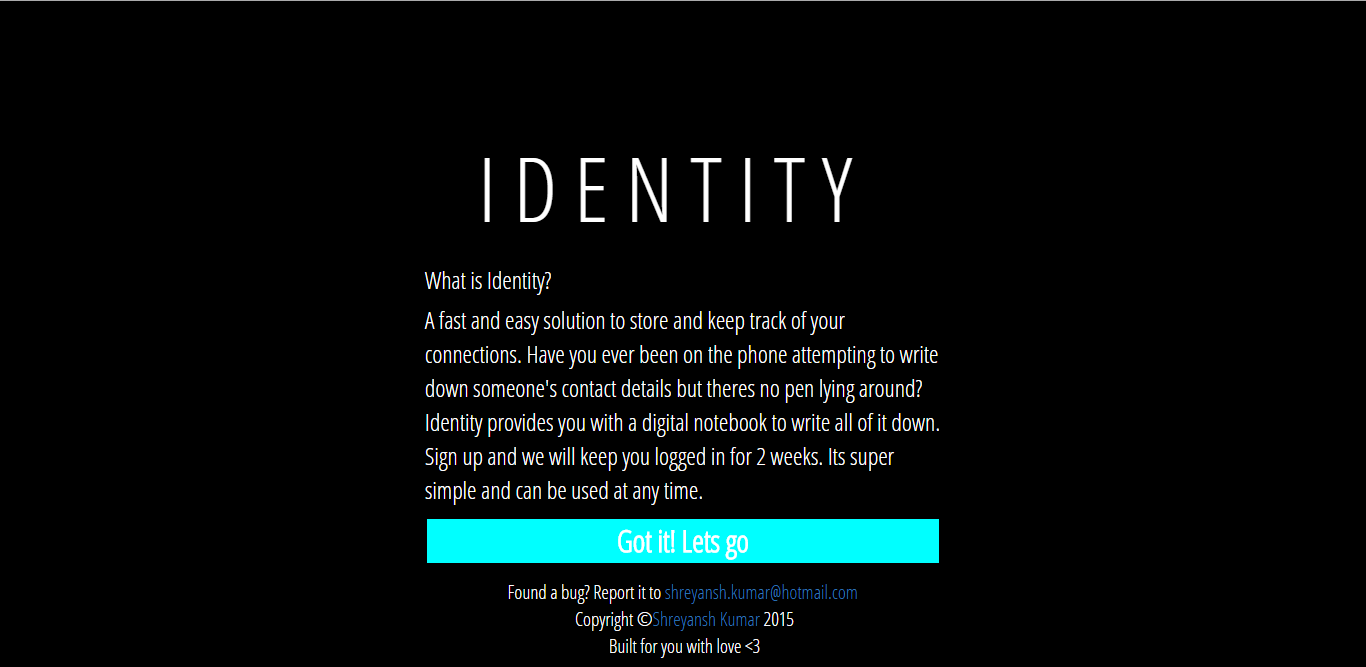 IDENTITY
What is Identity?
A fast and easy solution to store and keep track of your
connections. Have you ever been on the phone attempting to write
down someone's contact details but theres no pen lying around?
Identity provides you with a digital notebook to write all of it down.
Sign up and we will keep you logged in for 2 weeks. Its super
simple and can be used at any time.
Got it! Lets go
Found a bug? Report it to shreyansh.kumar@hotmail.com
Copyright ©Shreyansh Kumar 2015
Built for you with love <3